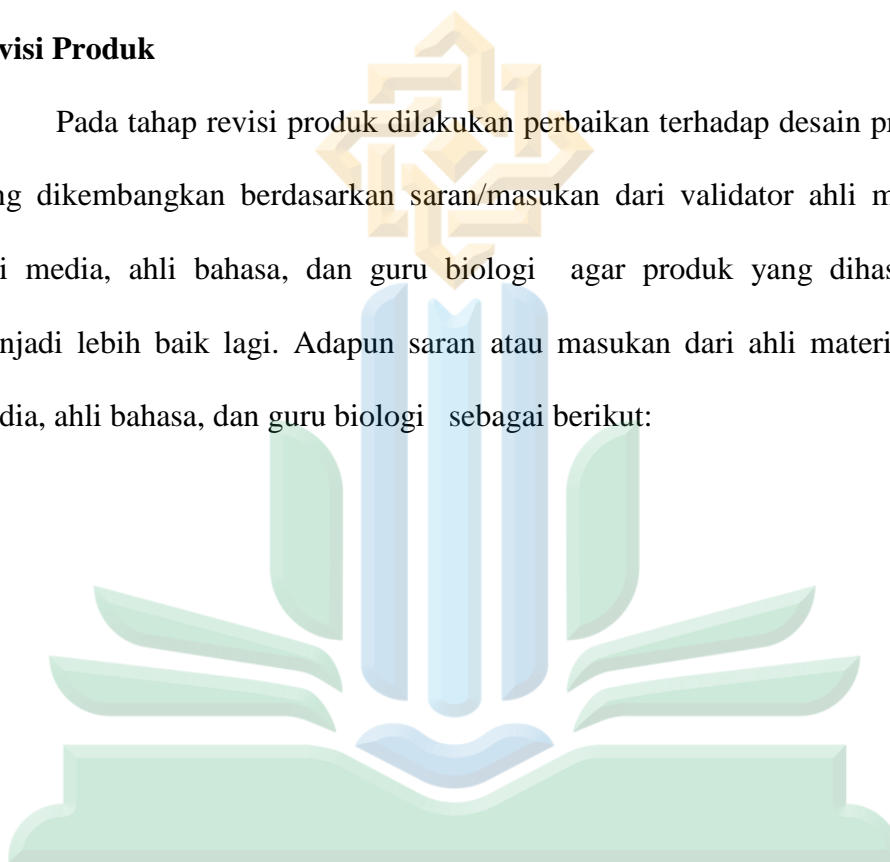 visi Produk
Pada tahap revisi produk dilakukan perbaikan terhadap desain pr
ng dikembangkan berdasarkan saran/masukan dari validator ahli m
i media, ahli bahasa, dan guru biologi agar produk yang dihas
njadi lebih baik lagi. Adapun saran atau masukan dari ahli materi
dia, ahli bahasa, dan guru biologi sebagai berikut: